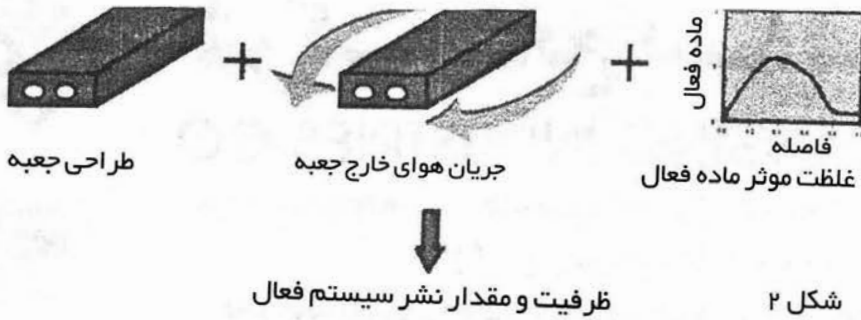 ماده فعال
فاصله
غلظت موثر ماده فعال
+
جریان هوای خارج جعبه
+
طراحی جعبه
ظرفیت و مقدار نشر سیستم فعال
شکل ۲